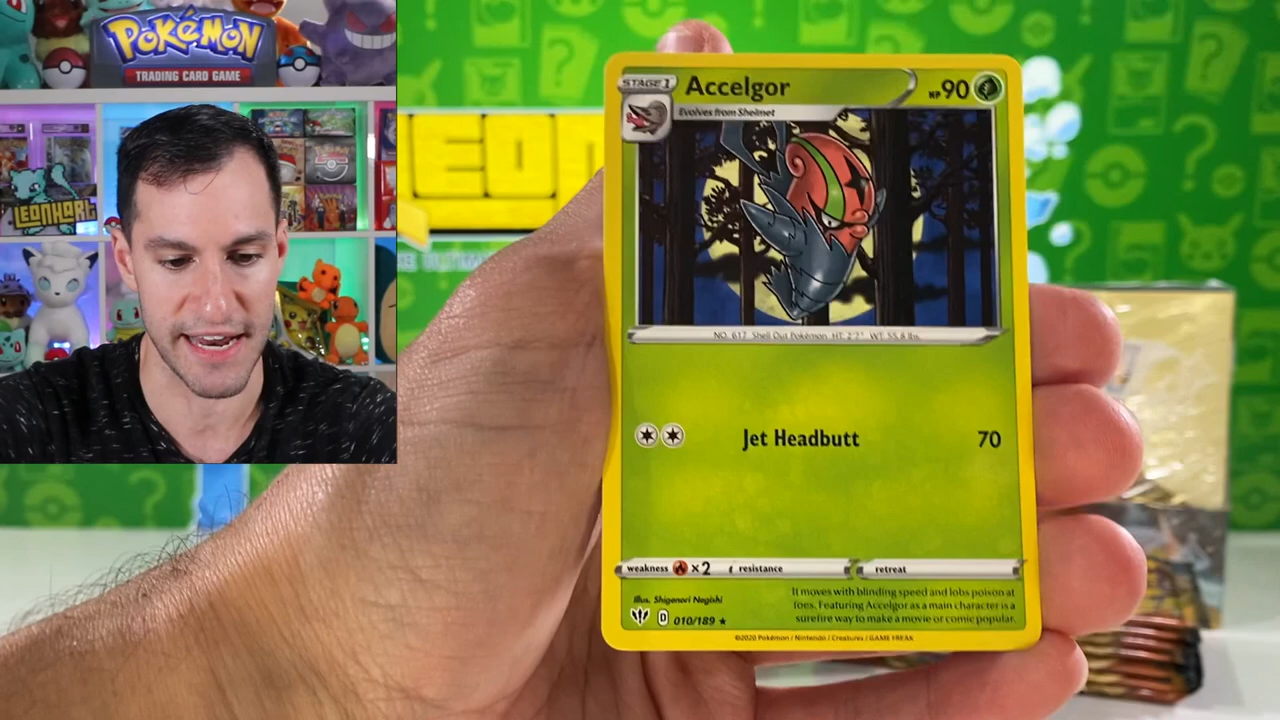 POKéMON
TRADING CARD GAME
LEONHART
LEON
STAGE 1
Accelgor
HP 90
Evolves from Shelmet
NO. 617 Shell Out Pokémon HT: 2'7" WT: 55.8 lbs.
Jet Headbutt 70
weakness ×2 resistance retreat
Illus. Shigenori Negishi
D 010/189 ★
It moves with blinding speed and lobs poison at
foes. Featuring Accelgor as a main character is a
surefire way to make a movie or comic popular.
©2020 Pokémon / Nintendo / Creatures / GAME FREAK